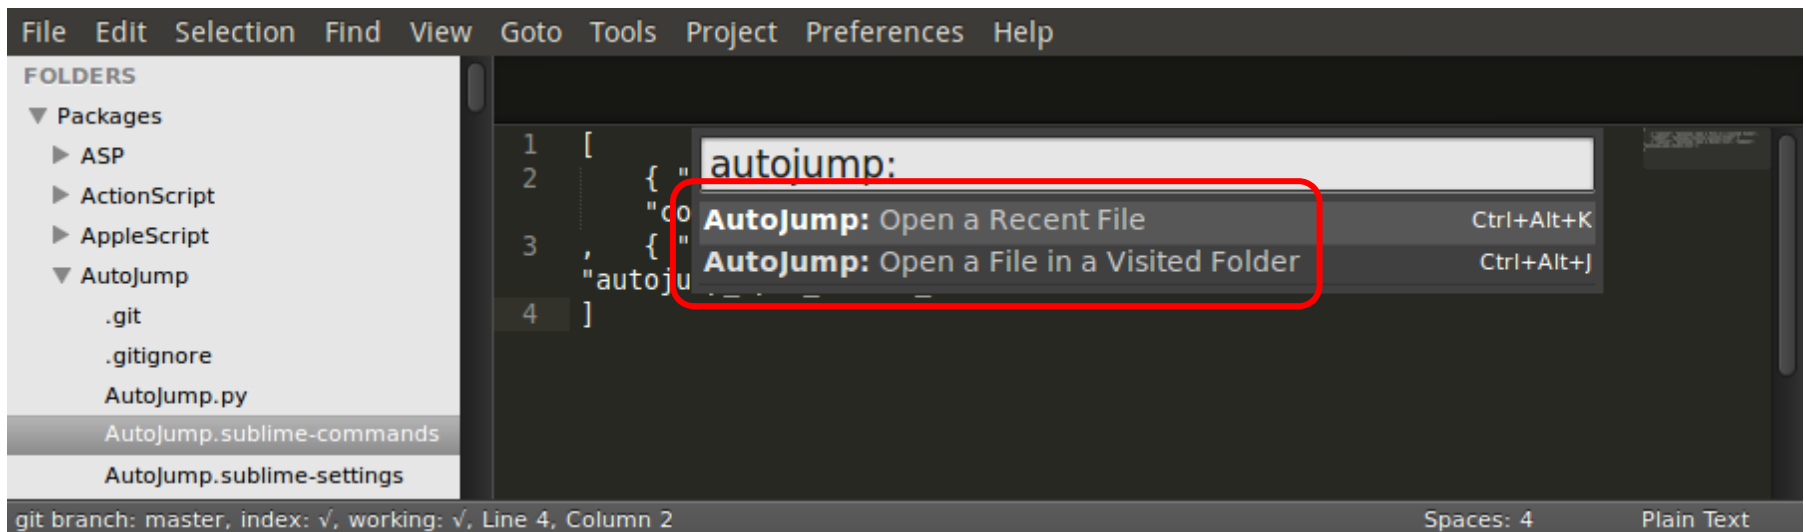 File Edit Selection Find View Goto Tools Project Preferences Help
FOLDERS
Packages
ASP
ActionScript
AppleScript
AutoJump
.git
.gitignore
AutoJump.py
AutoJump.sublime-commands
AutoJump.sublime-settings
1 [
2 { "
"co
3 , { "
"autoju
4 ]
autojump:
AutoJump: Open a Recent File Ctrl+Alt+K
AutoJump: Open a File in a Visited Folder Ctrl+Alt+J
git branch: master, index: √, working: √, Line 4, Column 2 Spaces: 4 Plain Text